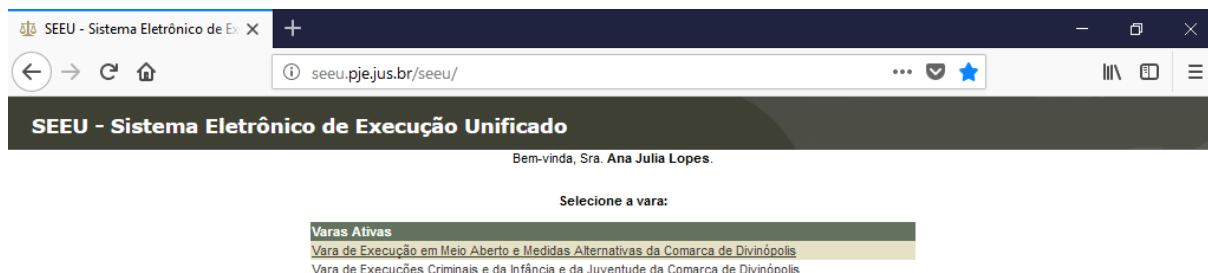 SEEU - Sistema Eletrônico de Ex
seeu.pje.jus.br/seeu/
SEEU - Sistema Eletrônico de Execução Unificado
Bem-vinda, Sra. Ana Julia Lopes.
Selecione a vara:
Varas Ativas
Vara de Execução em Meio Aberto e Medidas Alternativas da Comarca de Divinópolis
Vara de Execuções Criminais e da Infância e da Juventude da Comarca de Divinópolis